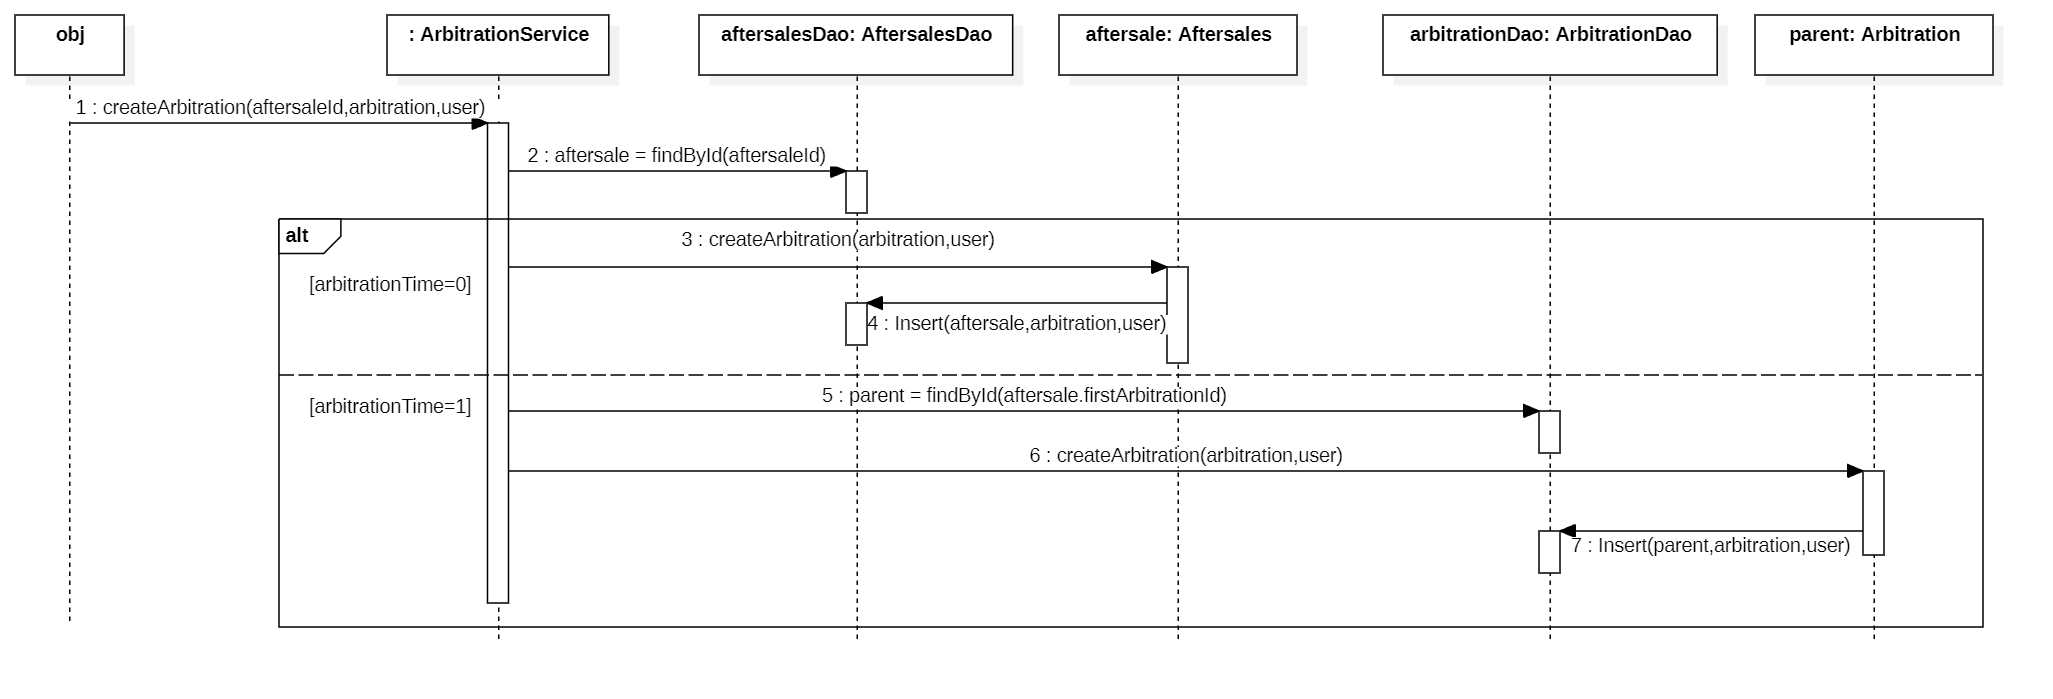 obj
: ArbitrationService
aftersalesDao: AftersalesDao
aftersale: Aftersales
arbitrationDao: ArbitrationDao
parent: Arbitration
1 : createArbitration(aftersaleId,arbitration,user)
2 : aftersale = findById(aftersaleId)
alt
3 : createArbitration(arbitration,user)
[arbitrationTime=0]
4 : Insert(aftersale,arbitration,user)
5 : parent = findById(aftersale.firstArbitrationId)
[arbitrationTime=1]
6 : createArbitration(arbitration,user)
7 : Insert(parent,arbitration,user)